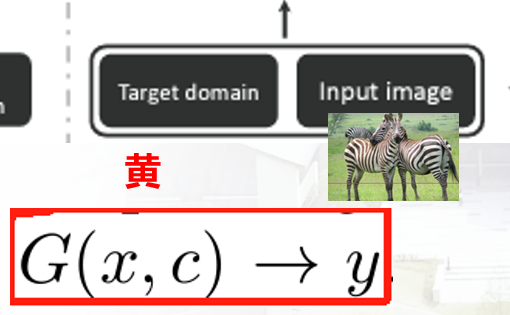 Target domain
Input image
黄
G(x, c) → y.